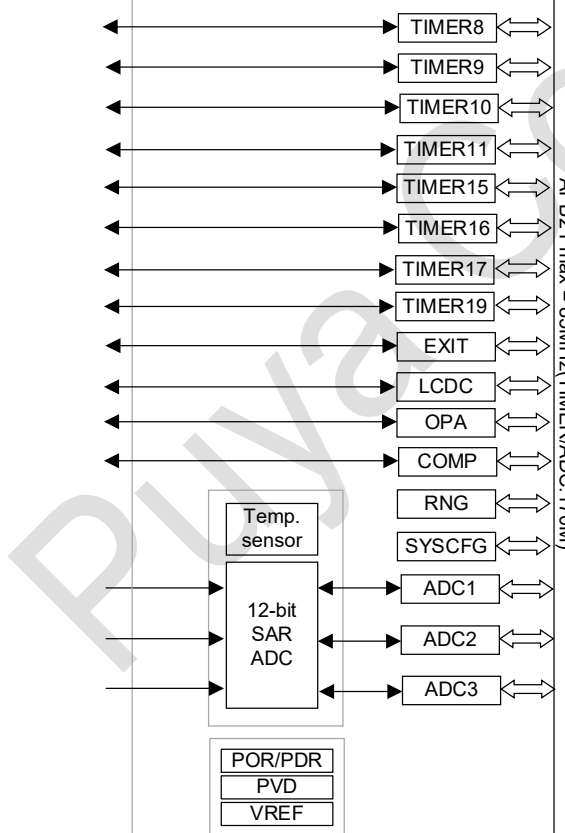 TIMER8
TIMER9
TIMER10
TIMER11
TIMER15
TIMER16
TIMER17
TIMER19
EXIT
LCDC
OPA
COMP
RNG
SYSCFG
Temp.
sensor
12-bit
SAR
ADC
ADC1
ADC2
ADC3
POR/PDR
PVD
VREF
Puya